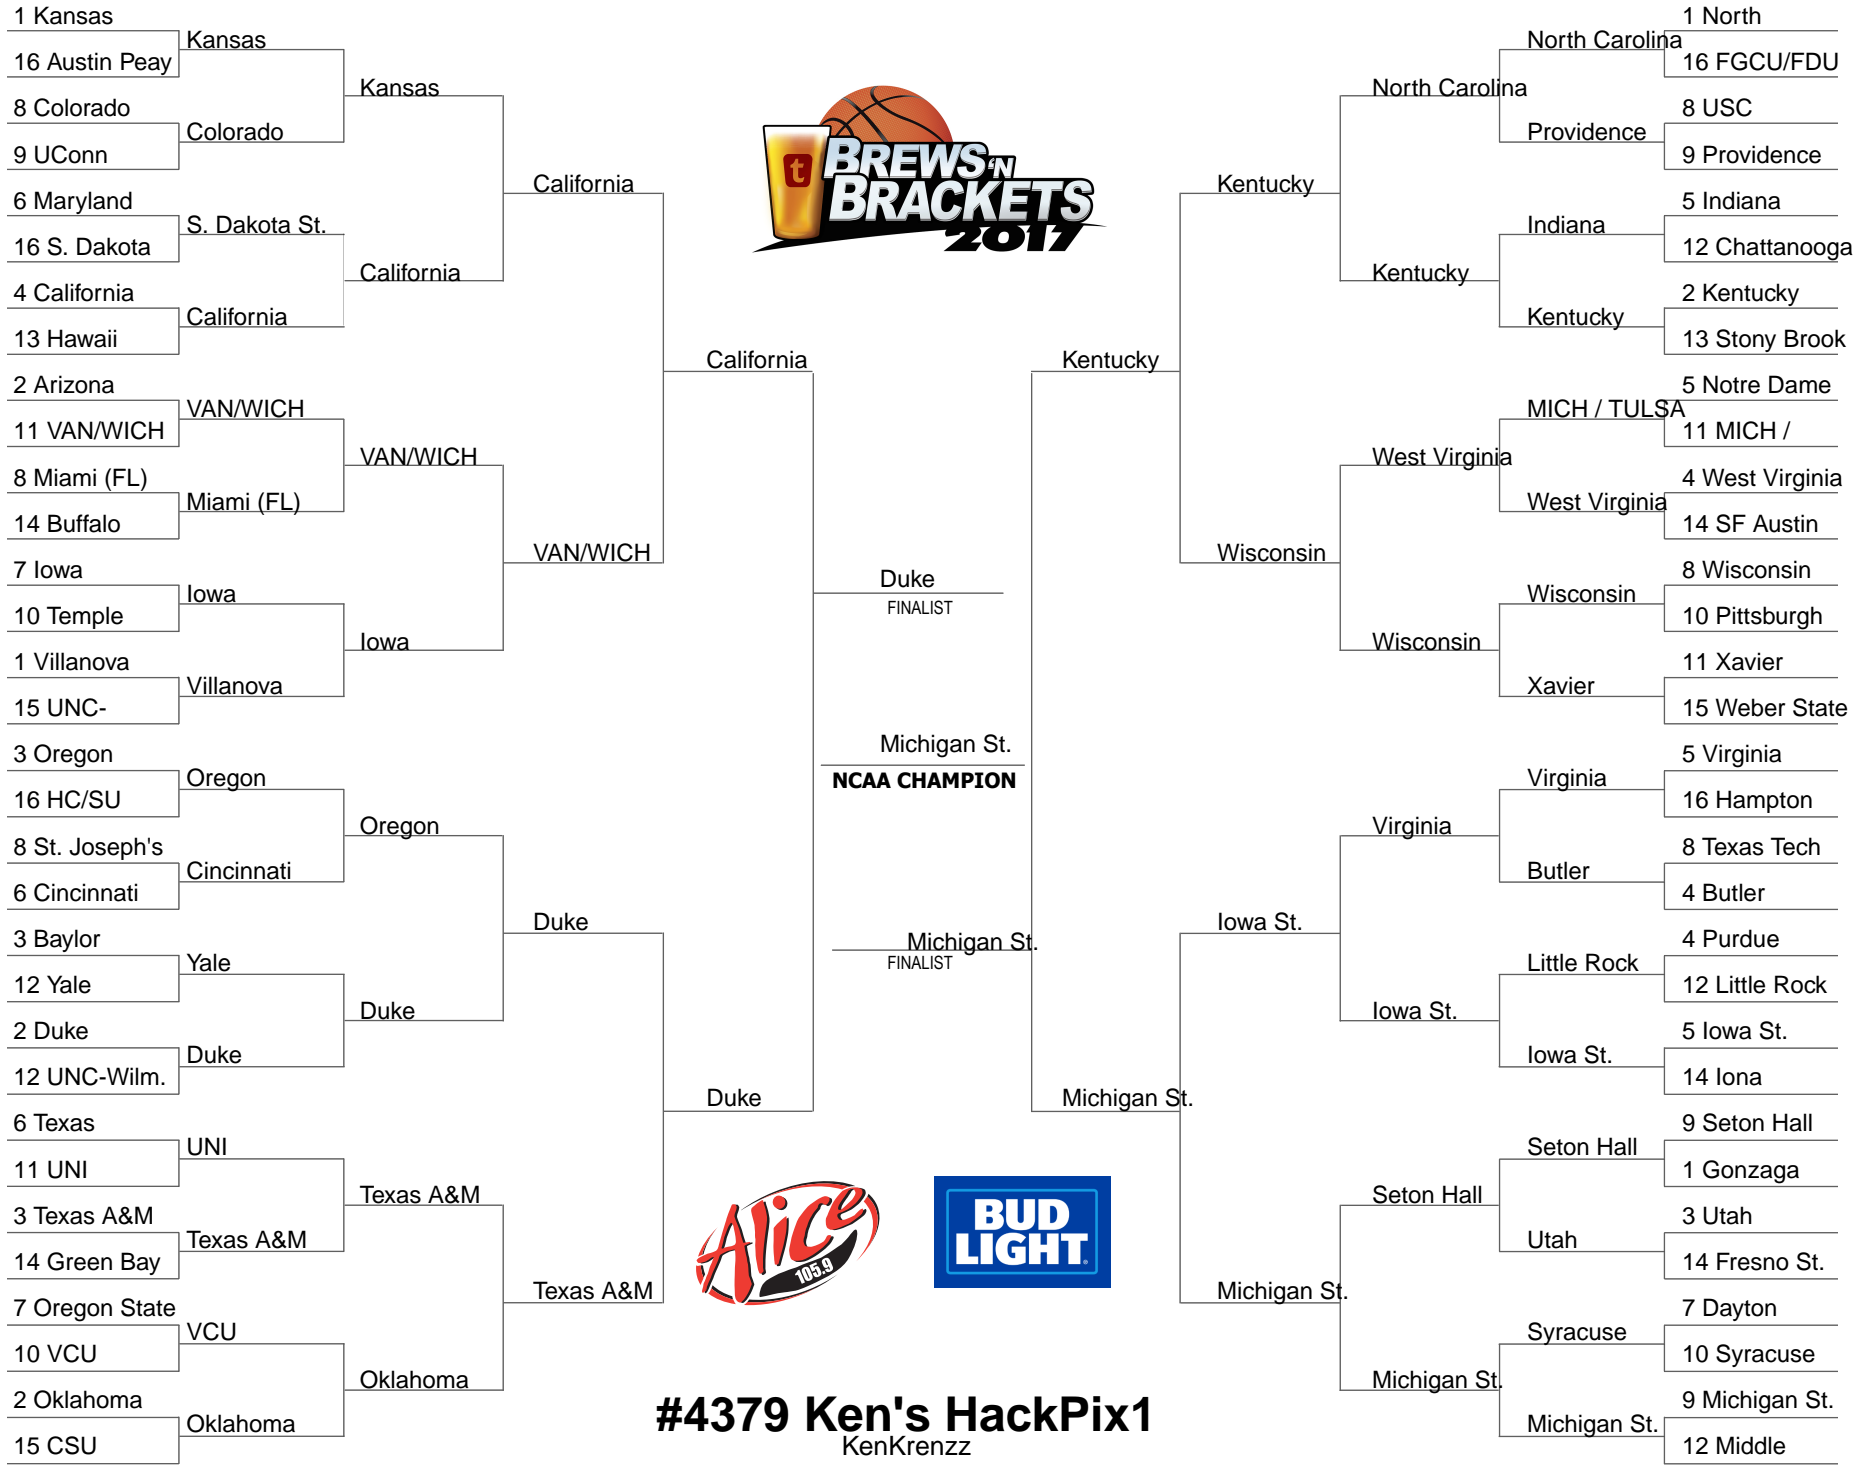 1 Kansas
16 Austin Peay
8 Colorado
9 UConn
6 Maryland
16 S. Dakota
4 California
13 Hawaii
2 Arizona
11 VAN/WICH
8 Miami (FL)
14 Buffalo
7 Iowa
10 Temple
1 Villanova
15 UNC-
3 Oregon
16 HC/SU
8 St. Joseph's
6 Cincinnati
3 Baylor
12 Yale
2 Duke
12 UNC-Wilm.
6 Texas
11 UNI
3 Texas A&M
14 Green Bay
7 Oregon State
10 VCU
2 Oklahoma
15 CSU
Kansas
Colorado
S. Dakota St.
California
VAN/WICH
Miami (FL)
Iowa
Villanova
Oregon
Cincinnati
Yale
Duke
UNI
Texas A&M
VCU
Oklahoma
Kansas
California
VAN/WICH
Iowa
Oregon
Duke
Texas A&M
Oklahoma
California
VAN/WICH
Duke
Texas A&M
California
Duke
t
BREWS 'N
BRACKETS
2017
Duke
FINALIST
Michigan St.
NCAA CHAMPION
Michigan St.
FINALIST
Alice
105.9
BUD
LIGHT
#4379 Ken's HackPix1
KenKrenzz
Kentucky
Michigan St.
Kentucky
Wisconsin
Iowa St.
Michigan St.
North Carolina
Kentucky
West Virginia
Wisconsin
Virginia
Iowa St.
Seton Hall
Michigan St.
North Carolina
Providence
Indiana
Kentucky
MICH / TULSA
West Virginia
Wisconsin
Xavier
Virginia
Butler
Little Rock
Iowa St.
Seton Hall
Utah
Syracuse
Michigan St.
1 North
16 FGCU/FDU
8 USC
9 Providence
5 Indiana
12 Chattanooga
2 Kentucky
13 Stony Brook
5 Notre Dame
11 MICH /
4 West Virginia
14 SF Austin
8 Wisconsin
10 Pittsburgh
11 Xavier
15 Weber State
5 Virginia
16 Hampton
8 Texas Tech
4 Butler
4 Purdue
12 Little Rock
5 Iowa St.
14 Iona
9 Seton Hall
1 Gonzaga
3 Utah
14 Fresno St.
7 Dayton
10 Syracuse
9 Michigan St.
12 Middle